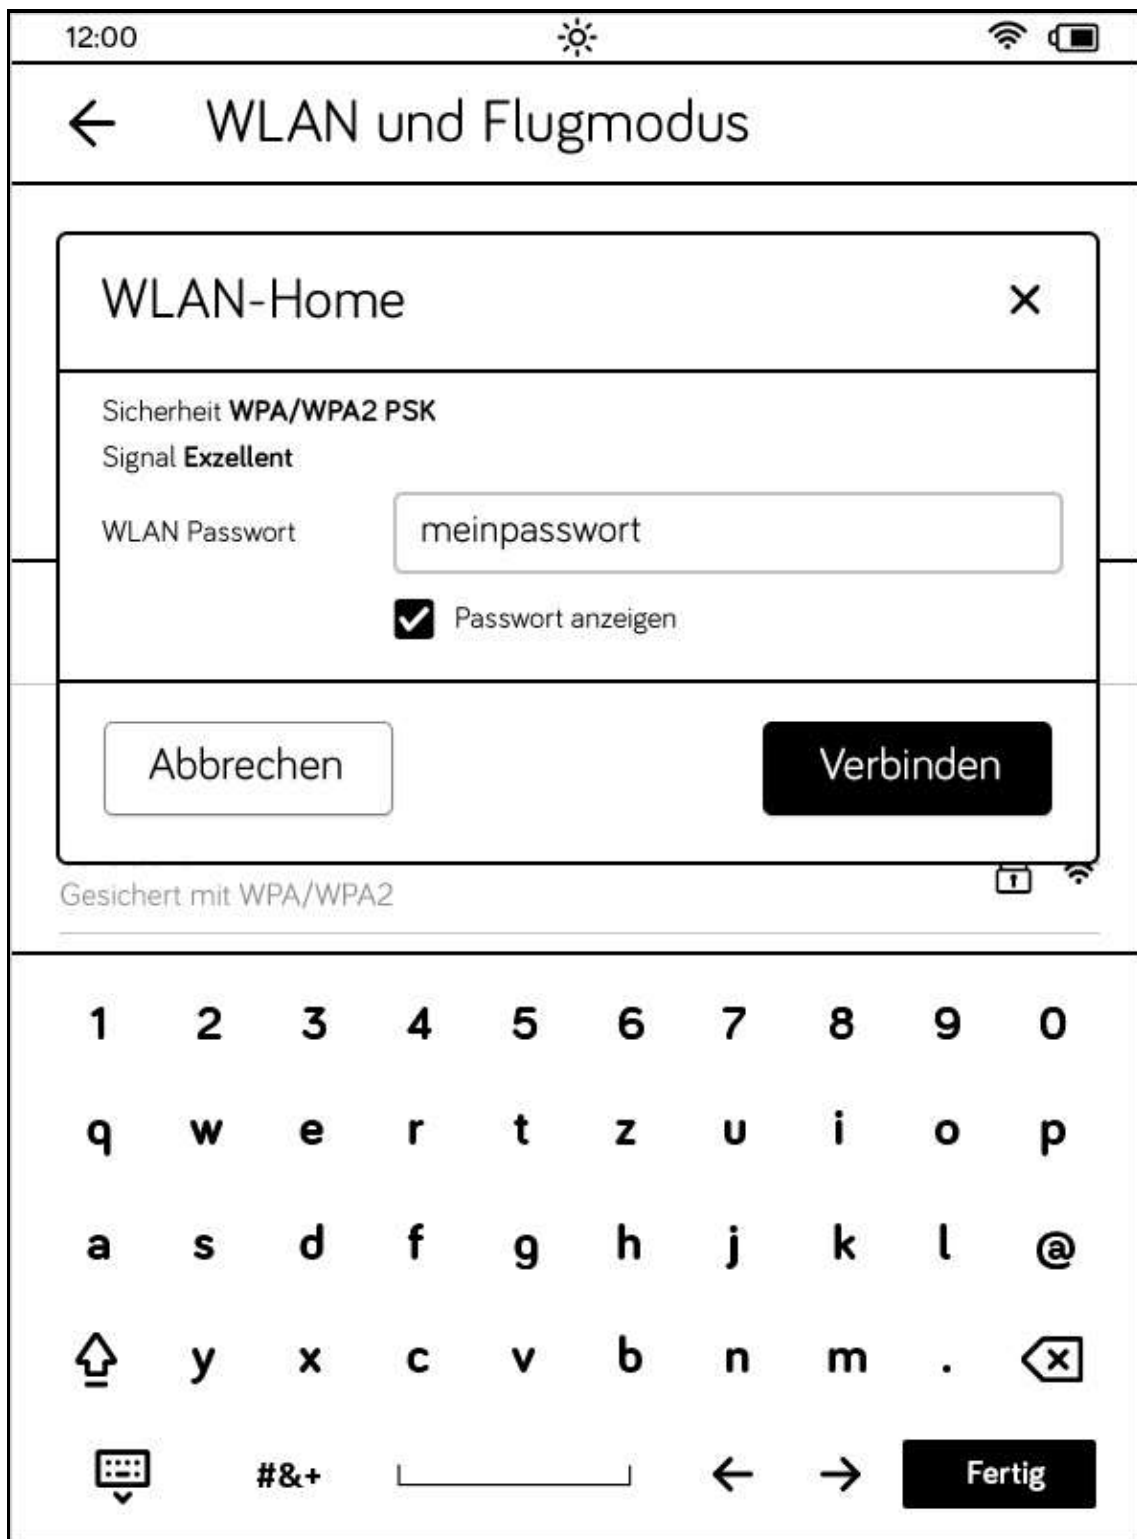 12:00
WLAN und Flugmodus
WLAN-Home
Sicherheit WPA/WPA2 PSK
Signal Exzellent
WLAN Passwort meinpasswort
Passwort anzeigen
Abbrechen Verbinden
Gesichert mit WPA/WPA2
1 2 3 4 5 6 7 8 9 0
q w e r t z u i o p
a s d f g h j k l @
y x c v b n m .
#&+ Fertig